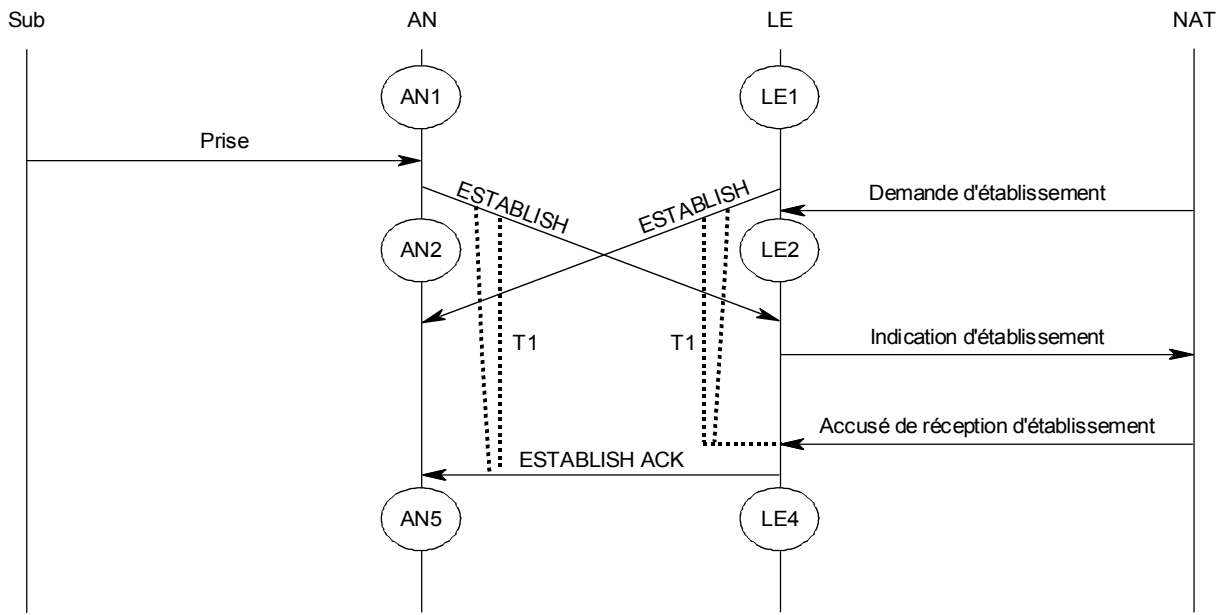 Sub AN LE NAT
AN1 LE1
Prise
ESTABLISH ESTABLISH Demande d'établissement
AN2 LE2
T1 T1 Indication d'établissement
Accusé de réception d'établissement
ESTABLISH ACK
AN5 LE4